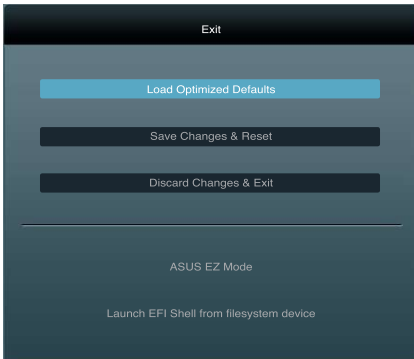 Exit
Load Optimized Defaults
Save Changes & Reset
Discard Changes & Exit
ASUS EZ Mode
Launch EFI Shell from filesystem device